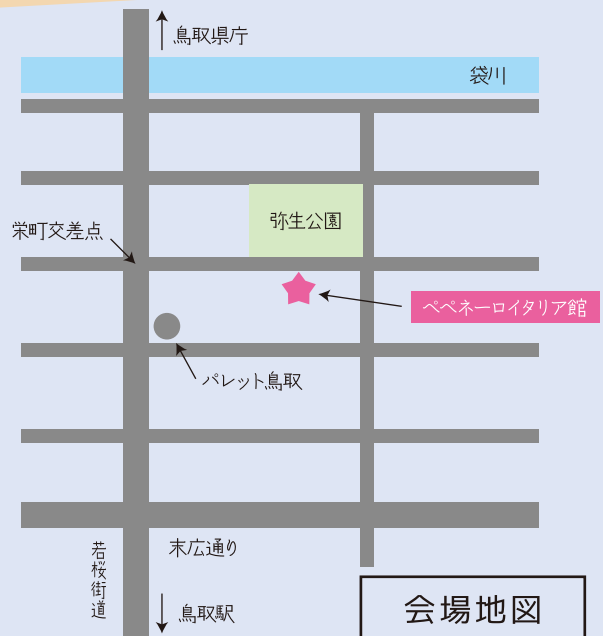 鳥取県庁
袋川
弥生公園
栄町交差点
ペペネーロイタリア館
パレット鳥取
末広通り
若桜街道
鳥取駅
会場地図